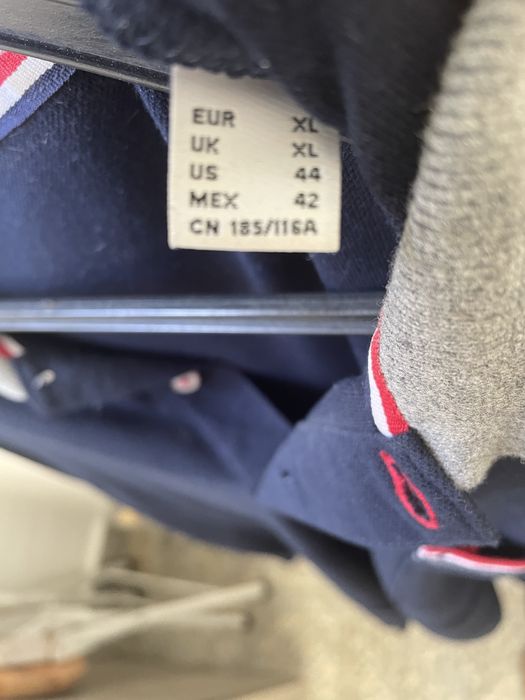 EUR XL
UK XL
US 44
MEX 42
CN 185/116A